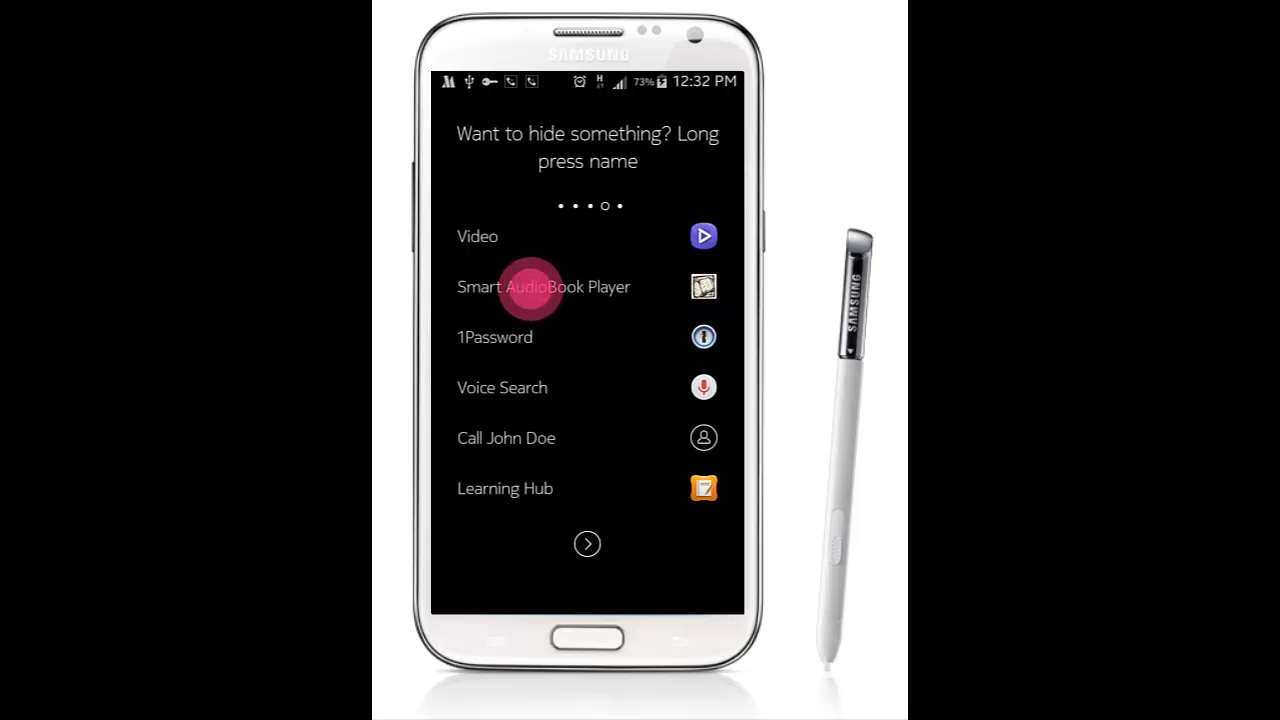 SAMSUNG
73% 12:32 PM
Want to hide something? Long
press name
Video
Smart AudioBook Player
1Password
Voice Search
Call John Doe
Learning Hub
SAMSUNG